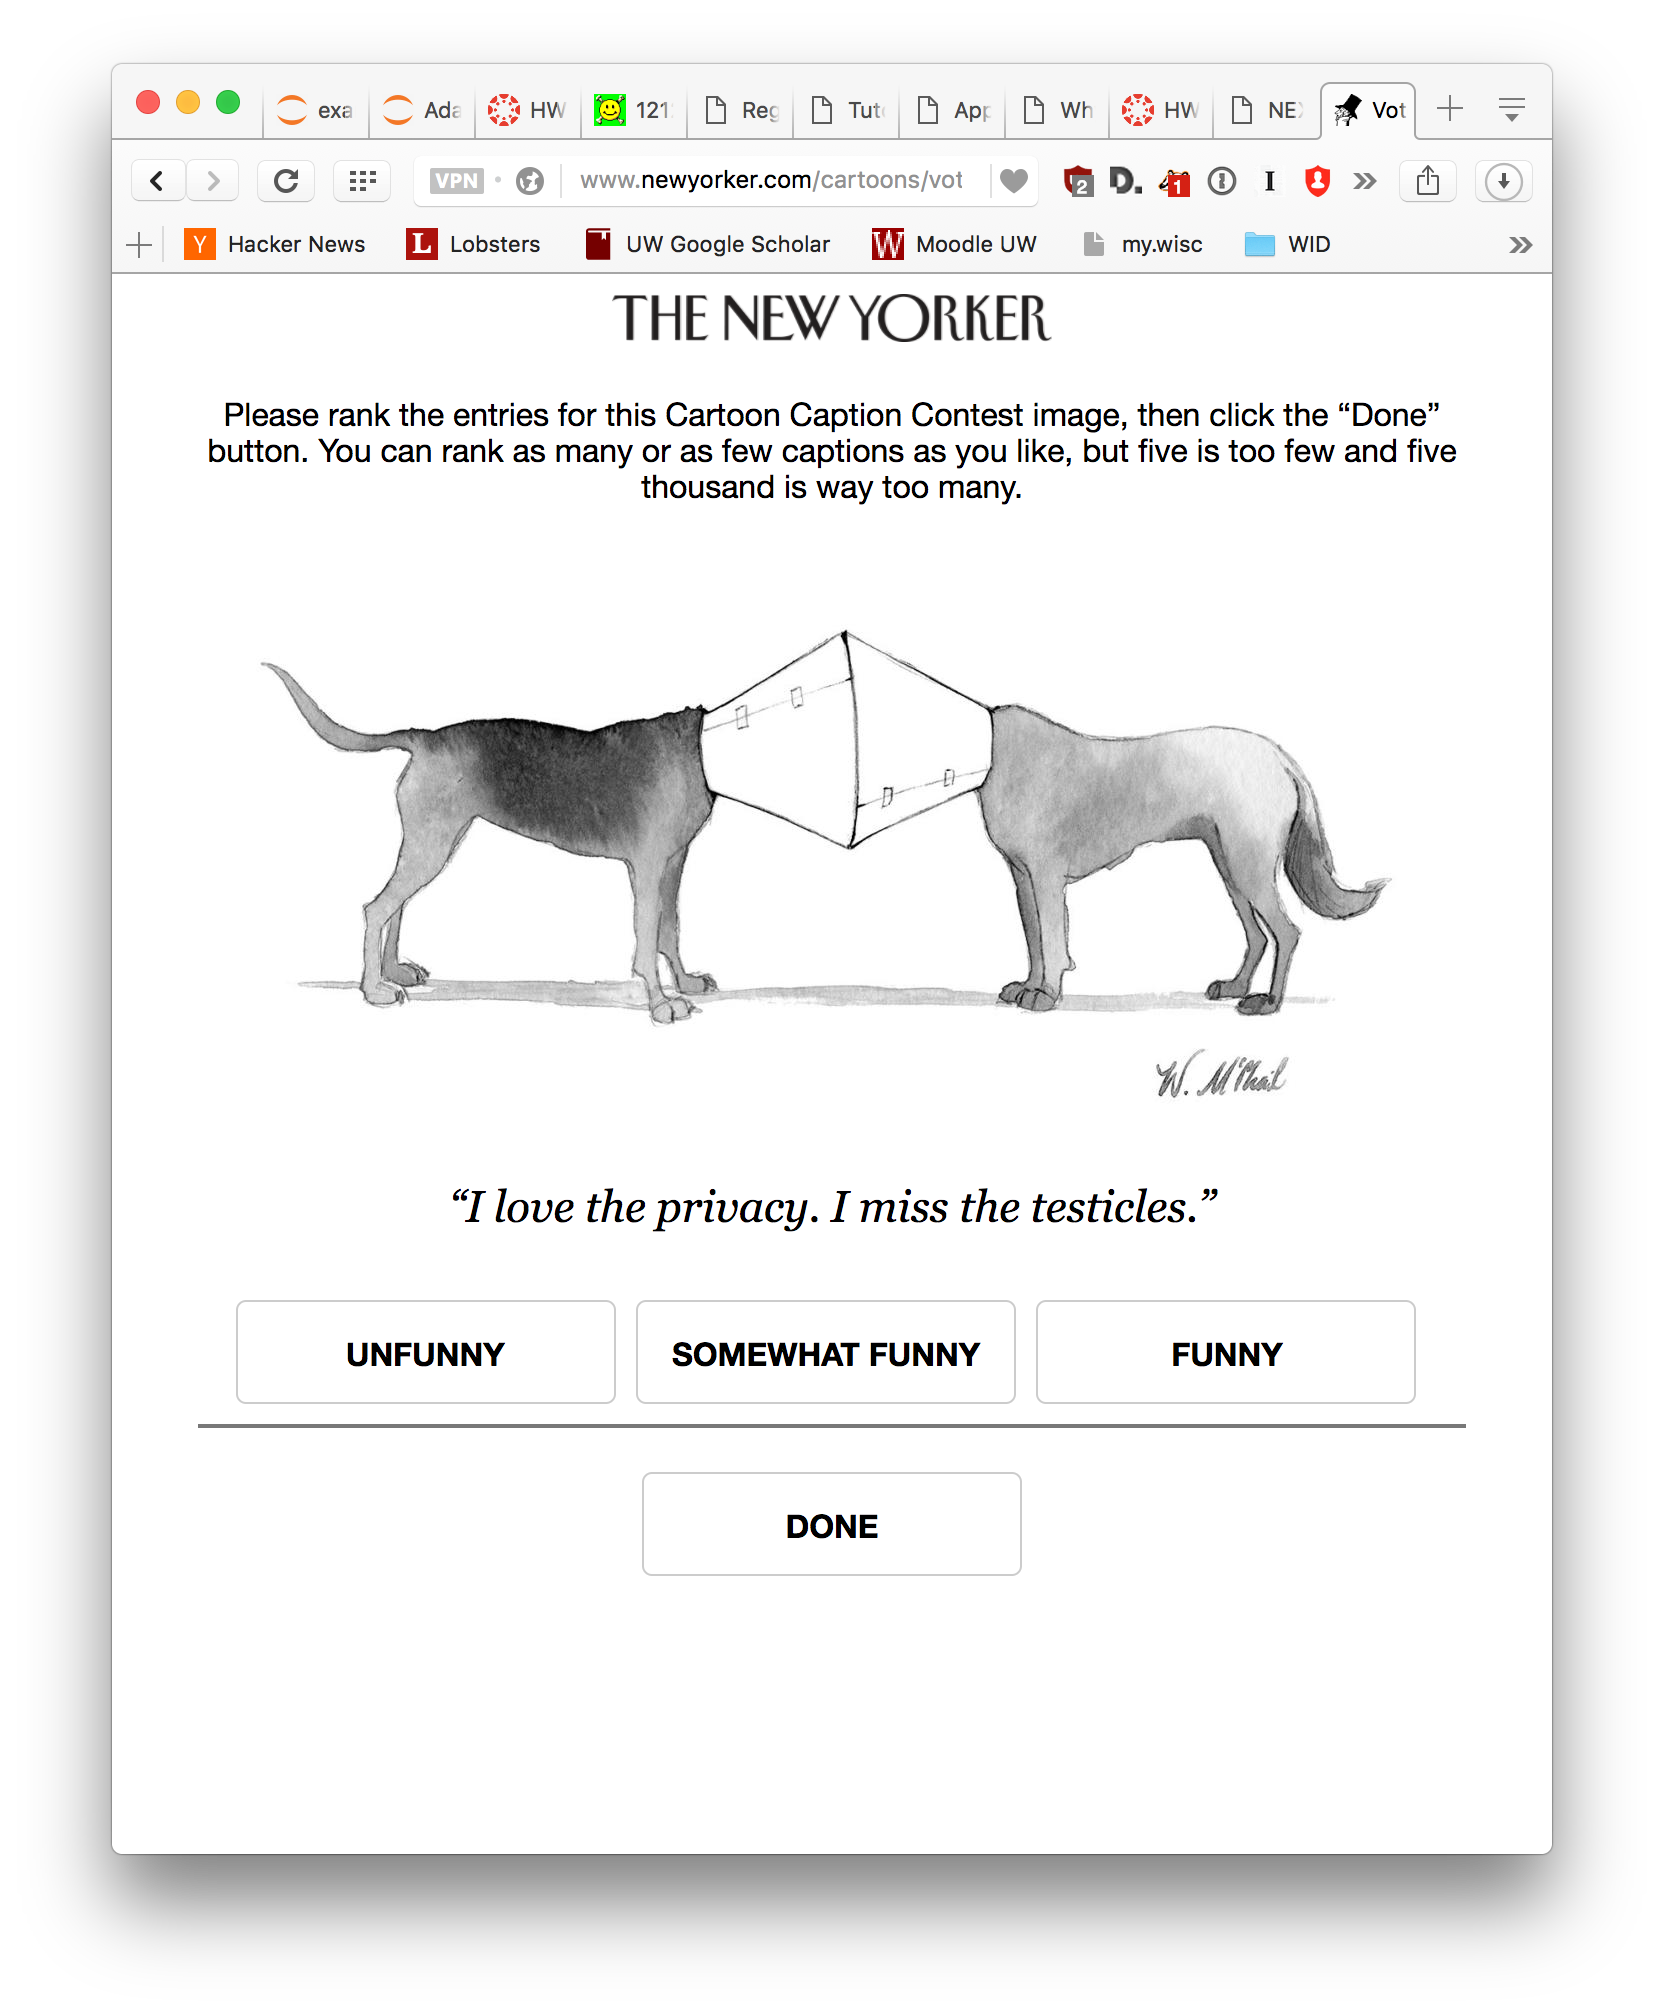 exa
Ada
HW
121
Reg
Tut
App
Wh
HW
NE
Vot
VPN
www.newyorker.com/cartoons/vot
2
D.
1
I
Y Hacker News
L Lobsters
UW Google Scholar
W Moodle UW
my.wisc
WID
THE NEW YORKER
Please rank the entries for this Cartoon Caption Contest image, then click the “Done”
button. You can rank as many or as few captions as you like, but five is too few and five
thousand is way too many.
W. McPhail
“I love the privacy. I miss the testicles.”
UNFUNNY
SOMEWHAT FUNNY
FUNNY
DONE